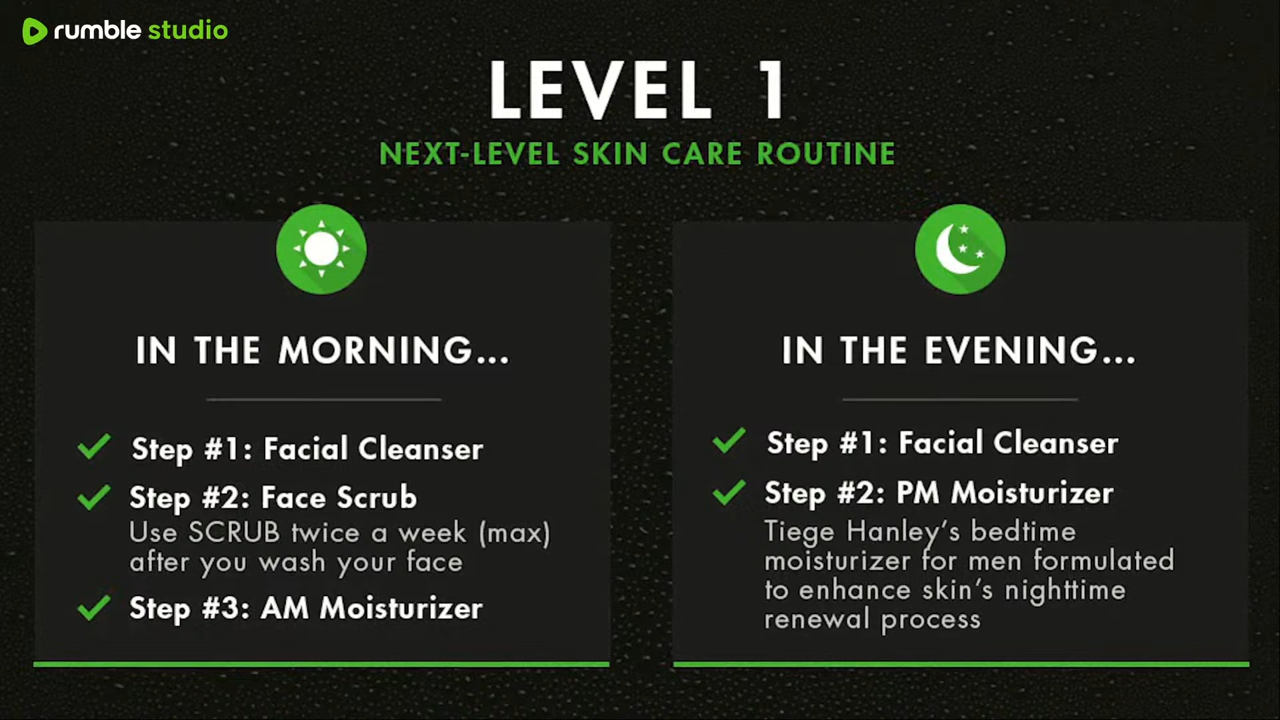 rumble studio
LEVEL 1
NEXT-LEVEL SKIN CARE ROUTINE
IN THE MORNING...
Step #1: Facial Cleanser
Step #2: Face Scrub
Use SCRUB twice a week (max)
after you wash your face
Step #3: AM Moisturizer
IN THE EVENING...
Step #1: Facial Cleanser
Step #2: PM Moisturizer
Tiege Hanley's bedtime
moisturizer for men formulated
to enhance skin's nighttime
renewal process